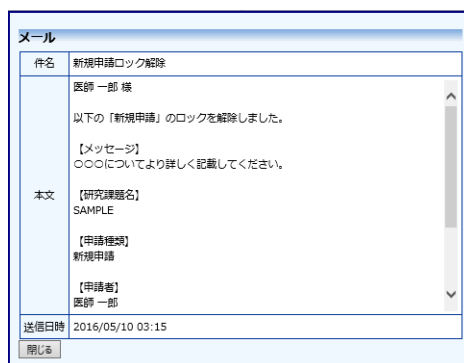 メール
件名 新規申請ロック解除
医師 一郎 様
以下の「新規申請」のロックを解除しました。
【メッセージ】
○○○についてより詳しく記載してください。
本文
【研究課題名】
SAMPLE
【申請種類】
新規申請
【申請者】
医師 一郎
送信日時 2016/05/10 03:15
閉じる